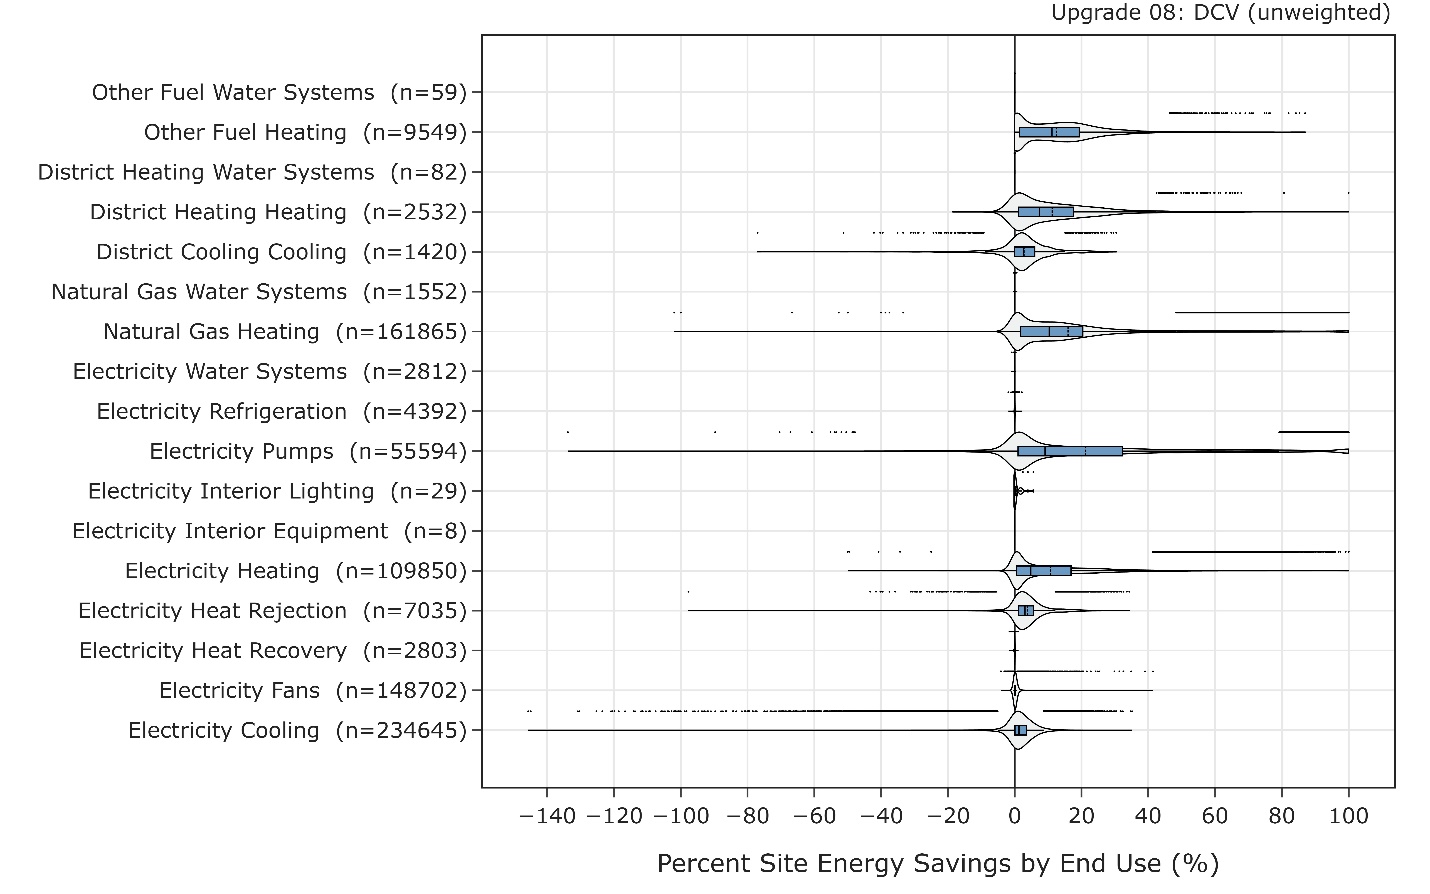 Upgrade 08: DCV (unweighted)
Other Fuel Water Systems (n=59)
Other Fuel Heating (n=9549)
District Heating Water Systems (n=82)
District Heating Heating (n=2532)
District Cooling Cooling (n=1420)
Natural Gas Water Systems (n=1552)
Natural Gas Heating (n=161865)
Electricity Water Systems (n=2812)
Electricity Refrigeration (n=4392)
Electricity Pumps (n=55594)
Electricity Interior Lighting (n=29)
Electricity Interior Equipment (n=8)
Electricity Heating (n=109850)
Electricity Heat Rejection (n=7035)
Electricity Heat Recovery (n=2803)
Electricity Fans (n=148702)
Electricity Cooling (n=234645)
−140 −120 −100 −80 −60 −40 −20 0 20 40 60 80 100
Percent Site Energy Savings by End Use (%)